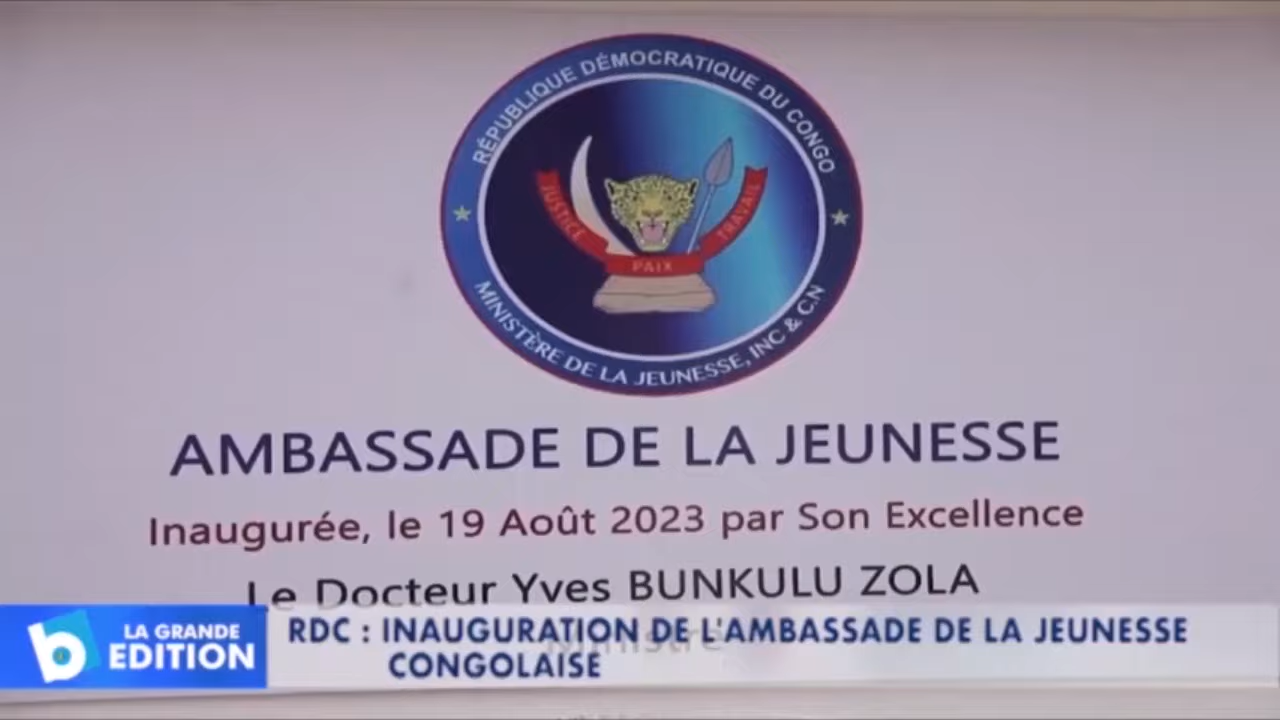 RÉPUBLIQUE DÉMOCRATIQUE DU CONGO
JUSTICE
PAIX
TRAVAIL
MINISTÈRE DE LA JEUNESSE, INC & C.N
AMBASSADE DE LA JEUNESSE
Inaugurée, le 19 Août 2023 par Son Excellence
Le Docteur Yves BUNKULU ZOLA
Ministre
b LA GRANDE
EDITION
RDC : INAUGURATION DE L'AMBASSADE DE LA JEUNESSE
CONGOLAISE